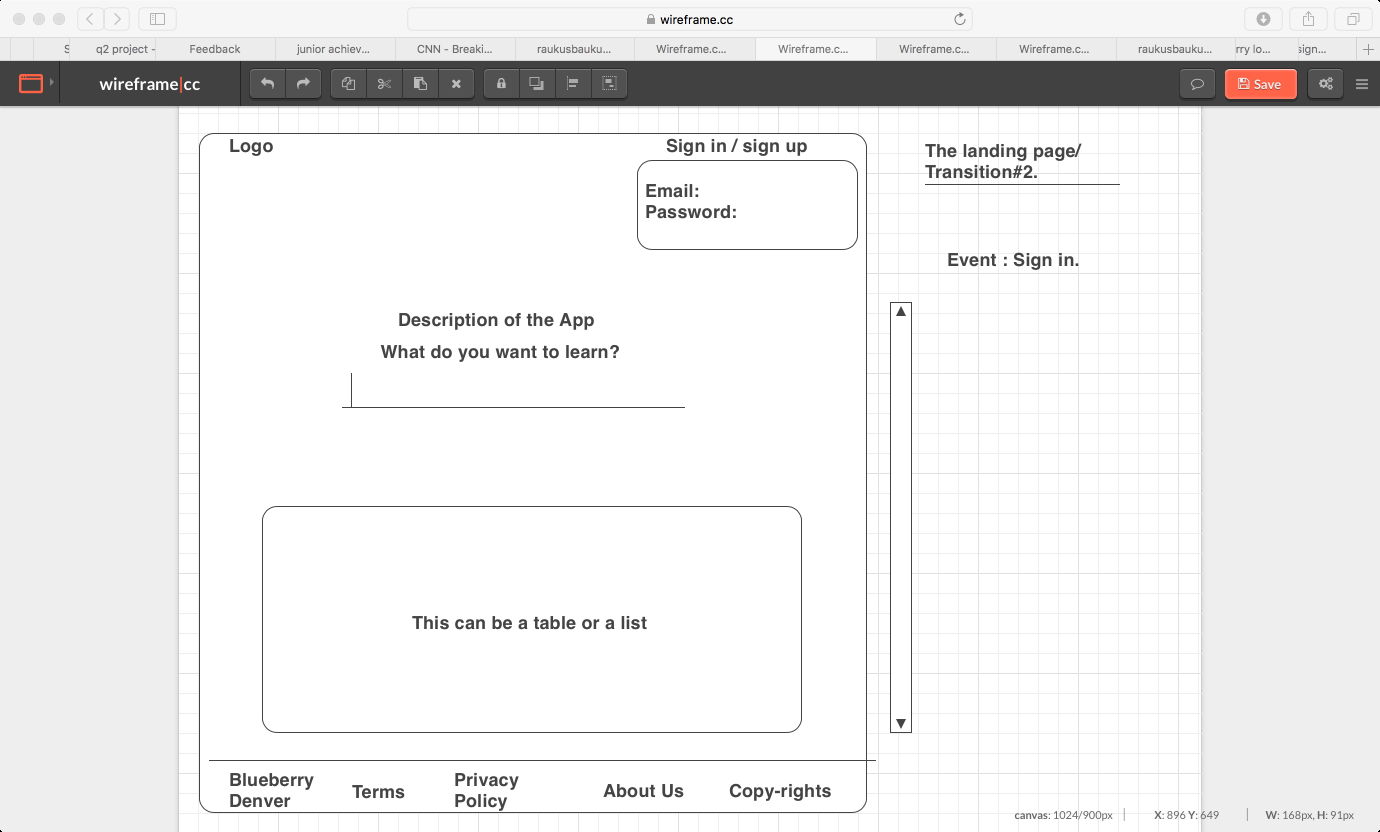 wireframe.cc
S
q2 project -
Feedback
junior achiev...
CNN - Breaki...
raukusbauku...
Wireframe.c...
Wireframe.c...
Wireframe.c...
Wireframe.c...
raukusbauku...
rry lo...
sign...
wireframe|cc
Save
Logo
Sign in / sign up
Email:
Password:
The landing page/
Transition#2.
Event : Sign in.
Description of the App
What do you want to learn?
This can be a table or a list
Blueberry
Denver
Terms
Privacy
Policy
About Us
Copy-rights
canvas: 1024/900px
X: 896 Y: 649
W: 168px, H: 91px